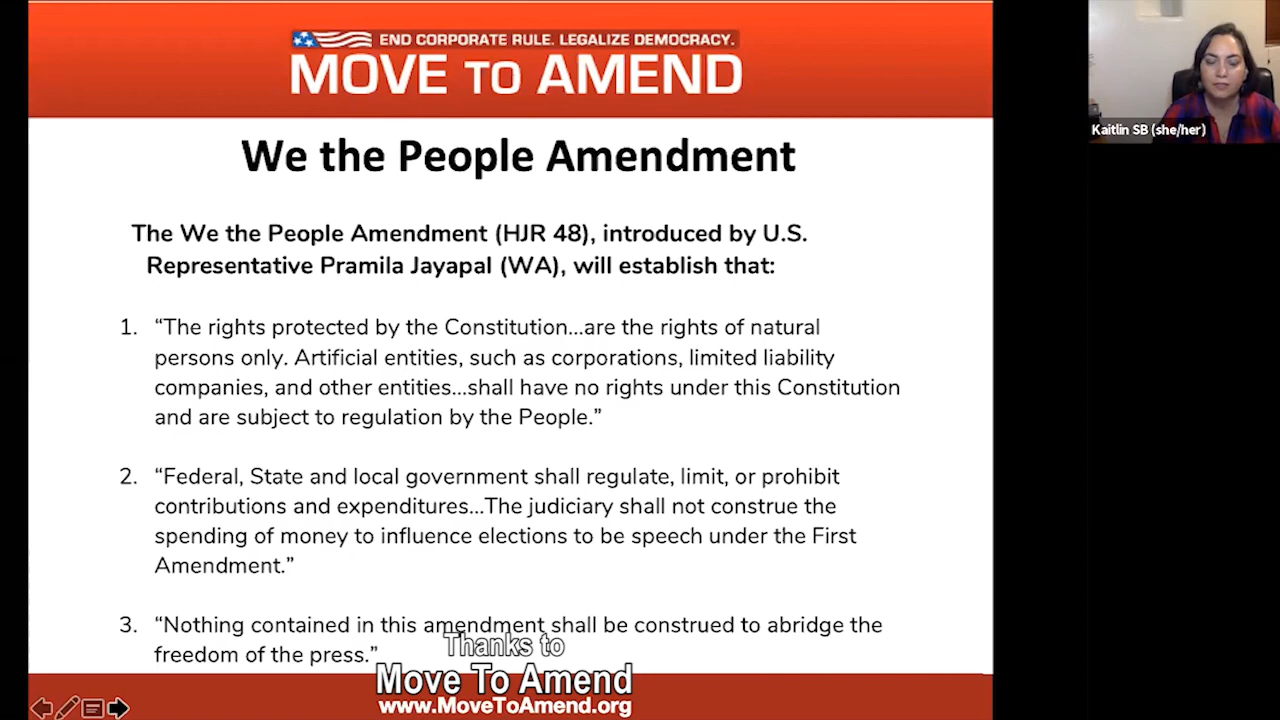 END CORPORATE RULE. LEGALIZE DEMOCRACY.
MOVE TO AMEND
We the People Amendment
The We the People Amendment (HJR 48), introduced by U.S.
Representative Pramila Jayapal (WA), will establish that:
1. “The rights protected by the Constitution...are the rights of natural
persons only. Artificial entities, such as corporations, limited liability
companies, and other entities...shall have no rights under this Constitution
and are subject to regulation by the People.”
2. “Federal, State and local government shall regulate, limit, or prohibit
contributions and expenditures...The judiciary shall not construe the
spending of money to influence elections to be speech under the First
Amendment.”
3. “Nothing contained in this amendment shall be construed to abridge the
freedom of the press.”
Thanks to
Move To Amend
www.MoveToAmend.org
Kaitlin SB (she/her)